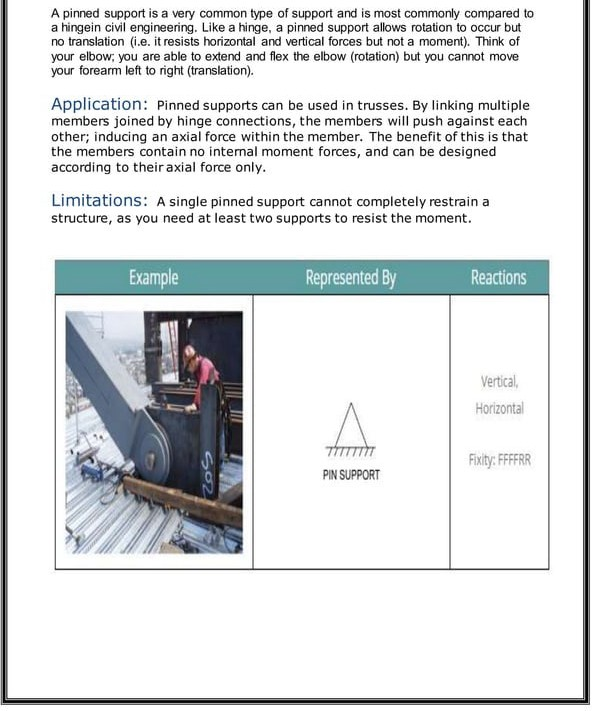 A pinned support is a very common type of support and is most commonly compared to
a hingein civil engineering. Like a hinge, a pinned support allows rotation to occur but
no translation (i.e. it resists horizontal and vertical forces but not a moment). Think of
your elbow; you are able to extend and flex the elbow (rotation) but you cannot move
your forearm left to right (translation).
Application: Pinned supports can be used in trusses. By linking multiple
members joined by hinge connections, the members will push against each
other; inducing an axial force within the member. The benefit of this is that
the members contain no internal moment forces, and can be designed
according to their axial force only.
Limitations: A single pinned support cannot completely restrain a
structure, as you need at least two supports to resist the moment.
Example Represented By Reactions
Vertical,
Horizontal
Fixity: FFFFRR
PIN SUPPORT